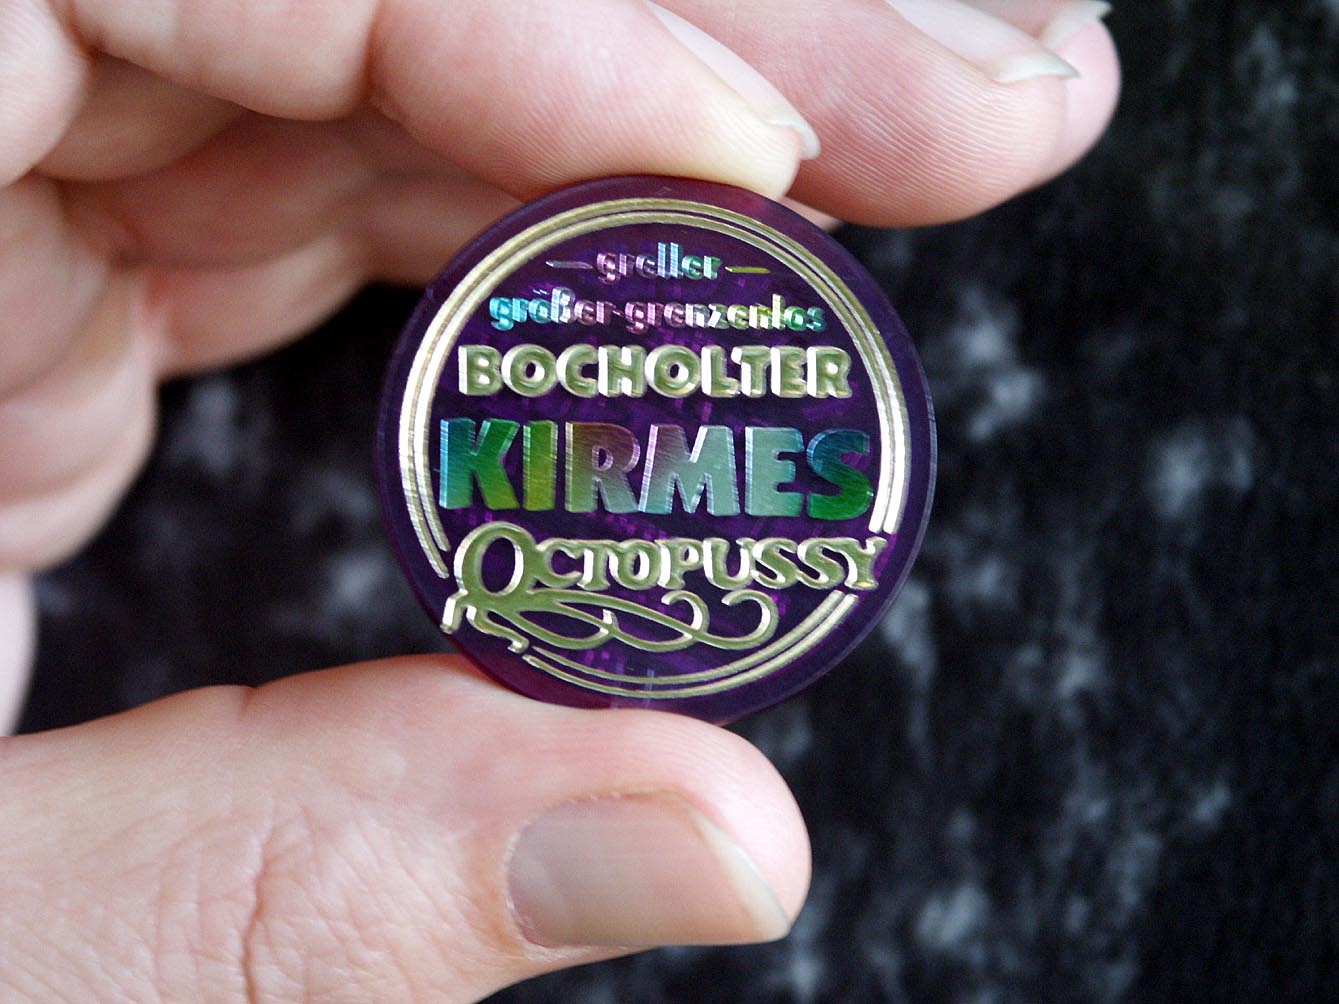 greller
größer-grenzenlos
BOCHOLTER
KIRMES
OCTOPUSSY